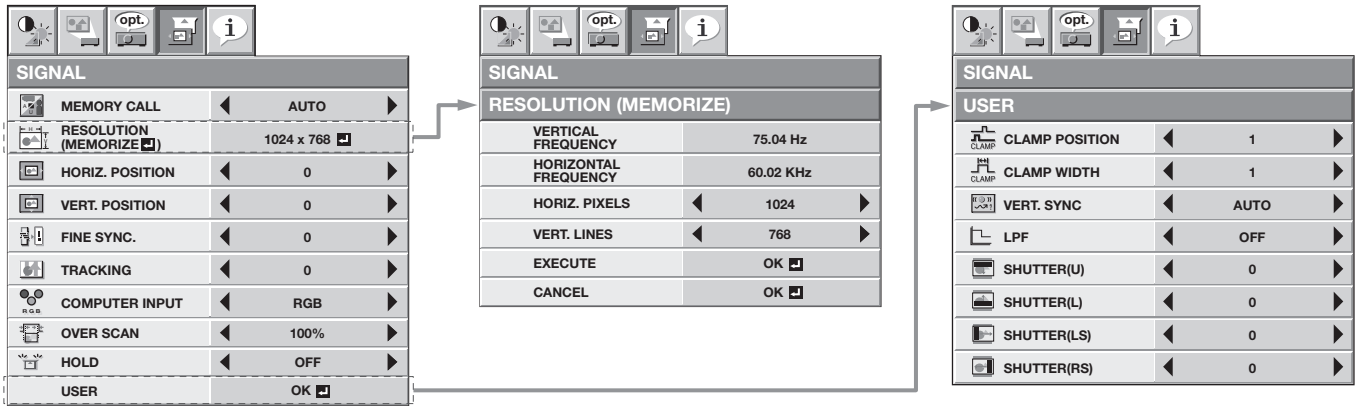 opt.
i
SIGNAL
MEMORY CALL AUTO
RESOLUTION
(MEMORIZE ) 1024 x 768
HORIZ. POSITION 0
VERT. POSITION 0
FINE SYNC. 0
TRACKING 0
RGB
COMPUTER INPUT RGB
OVER SCAN 100%
HOLD OFF
USER OK
opt.
i
SIGNAL
RESOLUTION (MEMORIZE)
VERTICAL
FREQUENCY 75.04 Hz
HORIZONTAL
FREQUENCY 60.02 KHz
HORIZ. PIXELS 1024
VERT. LINES 768
EXECUTE OK
CANCEL OK
opt.
i
SIGNAL
USER
CLAMP CLAMP POSITION 1
CLAMP CLAMP WIDTH 1
VERT. SYNC AUTO
LPF OFF
SHUTTER(U) 0
SHUTTER(L) 0
SHUTTER(LS) 0
SHUTTER(RS) 0